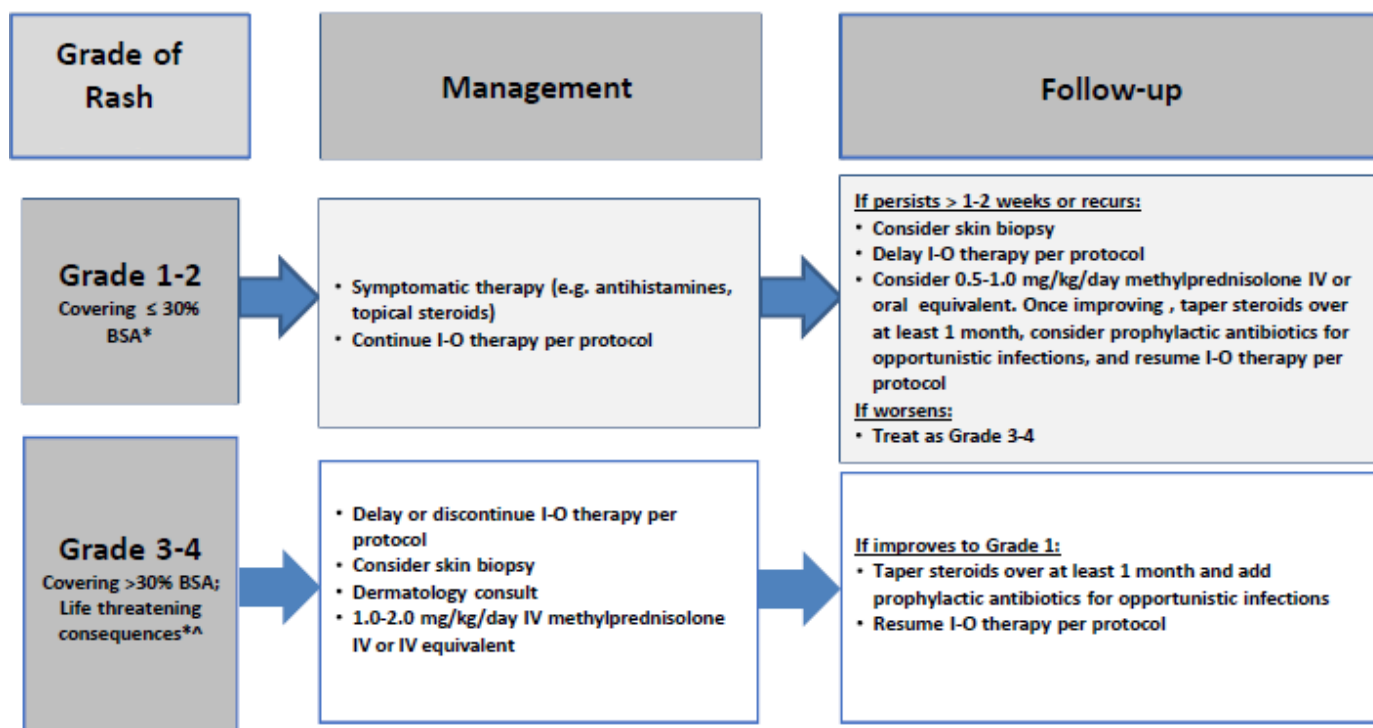 Grade of
Rash
Management
Follow-up
Grade 1-2
Covering ≤ 30%
BSA*
• Symptomatic therapy (e.g. antihistamines,
topical steroids)
• Continue I-O therapy per protocol
If persists > 1-2 weeks or recurs:
• Consider skin biopsy
• Delay I-O therapy per protocol
• Consider 0.5-1.0 mg/kg/day methylprednisolone IV or
oral equivalent. Once improving , taper steroids over
at least 1 month, consider prophylactic antibiotics for
opportunistic infections, and resume I-O therapy per
protocol
If worsens:
• Treat as Grade 3-4
Grade 3-4
Covering >30% BSA;
Life threatening
consequences*^
• Delay or discontinue I-O therapy per
protocol
• Consider skin biopsy
• Dermatology consult
• 1.0-2.0 mg/kg/day IV methylprednisolone
IV or IV equivalent
If improves to Grade 1:
• Taper steroids over at least 1 month and add
prophylactic antibiotics for opportunistic infections
• Resume I-O therapy per protocol